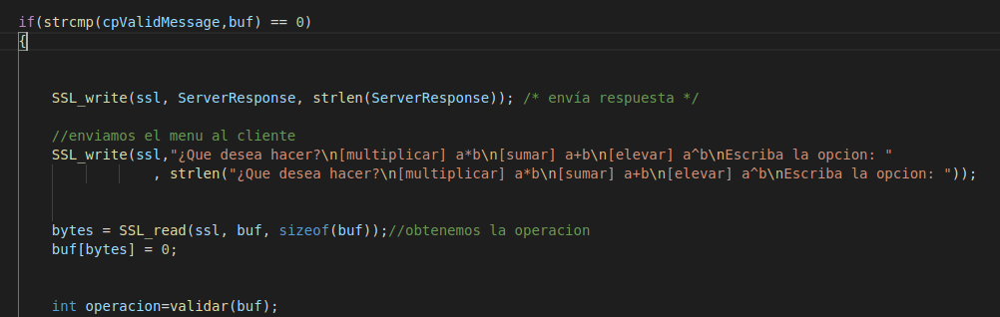 if(strcmp(cpValidMessage,buf) == 0)
{
SSL_write(ssl, ServerResponse, strlen(ServerResponse)); /* envía respuesta */
//enviamos el menu al cliente
SSL_write(ssl,"¿Que desea hacer?\n[multiplicar] a*b\n[sumar] a+b\n[elevar] a^b\nEscriba la opcion: "
, strlen("¿Que desea hacer?\n[multiplicar] a*b\n[sumar] a+b\n[elevar] a^b\nEscriba la opcion: "));
bytes = SSL_read(ssl, buf, sizeof(buf));//obtenemos la operacion
buf[bytes] = 0;
int operacion=validar(buf);